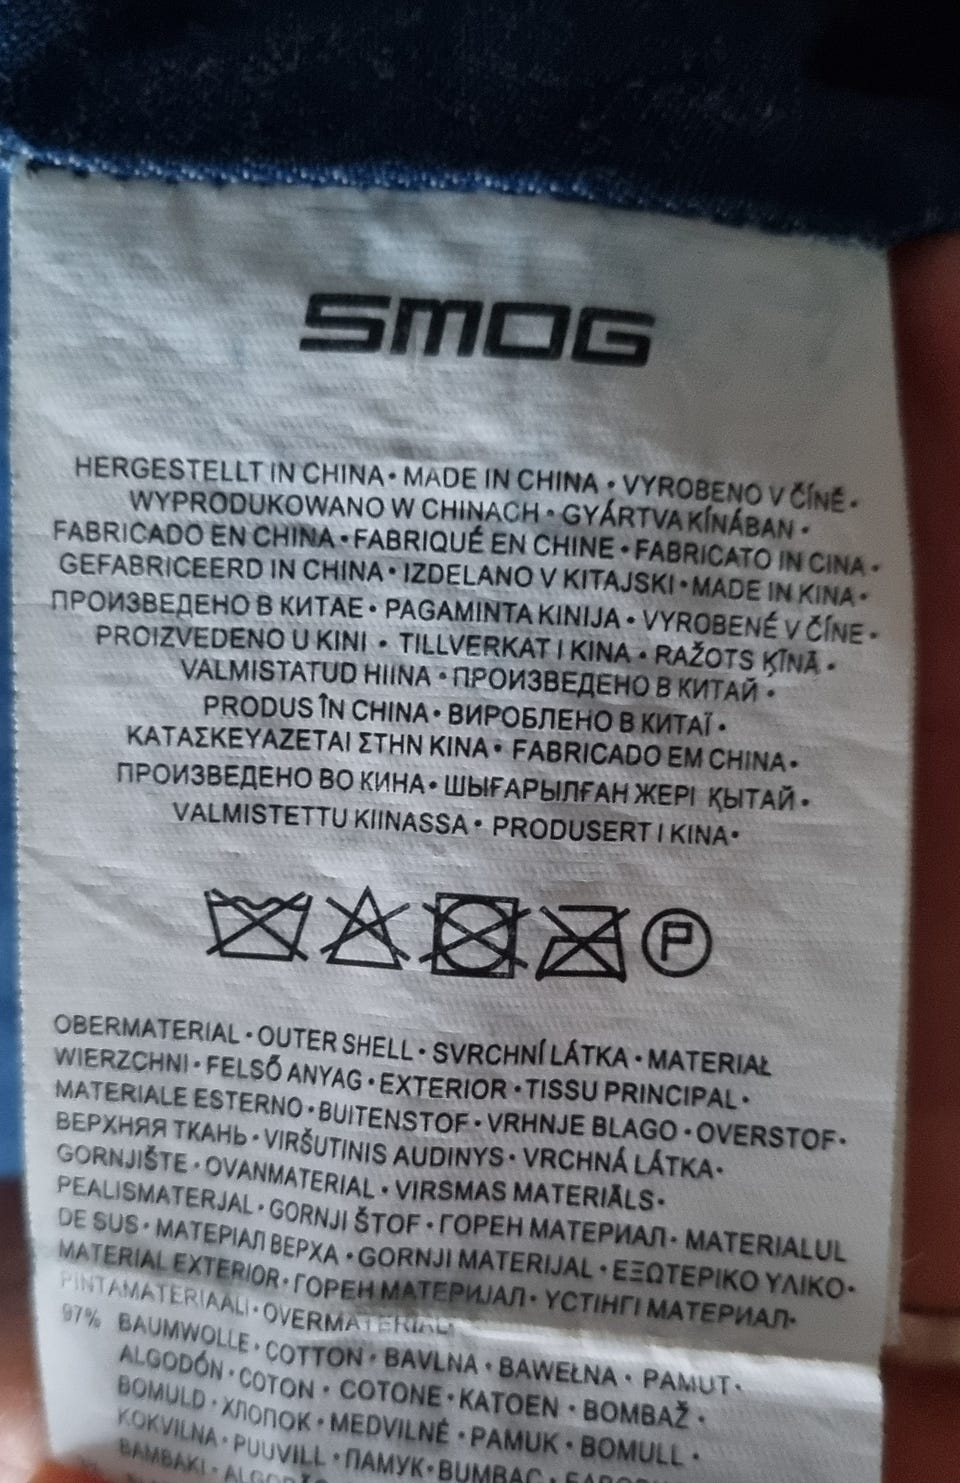 SMOG
HERGESTELLT IN CHINA • MADE IN CHINA • VYROBENO V ČÍNĚ •
WYPRODUKOWANO W CHINACH • GYÁRTVA KÍNÁBAN •
FABRICADO EN CHINA • FABRIQUÉ EN CHINE • FABRICATO IN CINA •
GEFABRICEERD IN CHINA • IZDELANO V KITAJSKI • MADE IN KINA •
ПРОИЗВЕДЕНО В КИТАЕ • PAGAMINTA KINIJA • VYROBENÉ V ČÍNE •
PROIZVEDENO U KINI • TILLVERKAT I KINA • RAŽOTS ĶĪNĀ •
VALMISTATUD HIINA • ПРОИЗВЕДЕНО В КИТАЙ •
PRODUS ÎN CHINA • ВИРОБЛЕНО В КИТАЇ •
ΚΑΤΑΣΚΕΥΑΖΕΤΑΙ ΣΤΗΝ ΚΙΝΑ • FABRICADO EM CHINA •
ПРОИЗВЕДЕНО ВО КИНА • ШЫҒАРЫЛҒАН ЖЕРІ ҚЫТАЙ •
VALMISTETTU KIINASSA • PRODUSERT I KINA •
P
OBERMATERIAL • OUTER SHELL • SVRCHNÍ LÁTKA • MATERIAŁ
WIERZCHNI • FELSŐ ANYAG • EXTERIOR • TISSU PRINCIPAL •
MATERIALE ESTERNO • BUITENSTOF • VRHNJE BLAGO • OVERSTOF •
ВЕРХНЯЯ ТКАНЬ • VIRŠUTINIS AUDINYS • VRCHNÁ LÁTKA •
GORNJIŠTE • OVANMATERIAL • VIRSMAS MATERIĀLS •
PEALISMATERJAL • GORNJI ŠTOF • ГОРЕН МАТЕРИАЛ • MATERIALUL
DE SUS • МАТЕРІАЛ ВЕРХА • GORNJI MATERIJAL • ΕΞΩΤΕΡΙΚΟ ΥΛΙΚΟ •
MATERIAL EXTERIOR • ГОРЕН МАТЕРИЈАЛ • ҮСТІНГІ МАТЕРИАЛ •
PINTAMATERIAALI • OVERMATERIAL •
97% BAUMWOLLE • COTTON • BAVLNA • BAWEŁNA • PAMUT •
ALGODÓN • COTON • COTONE • KATOEN • BOMBAŽ •
BOMULD • ХЛОПОК • MEDVILNĖ • PAMUK • BOMULL •
KOKVILNA • PUUVILL • ПАМУК • BUMBAC •
BAMBAKI •